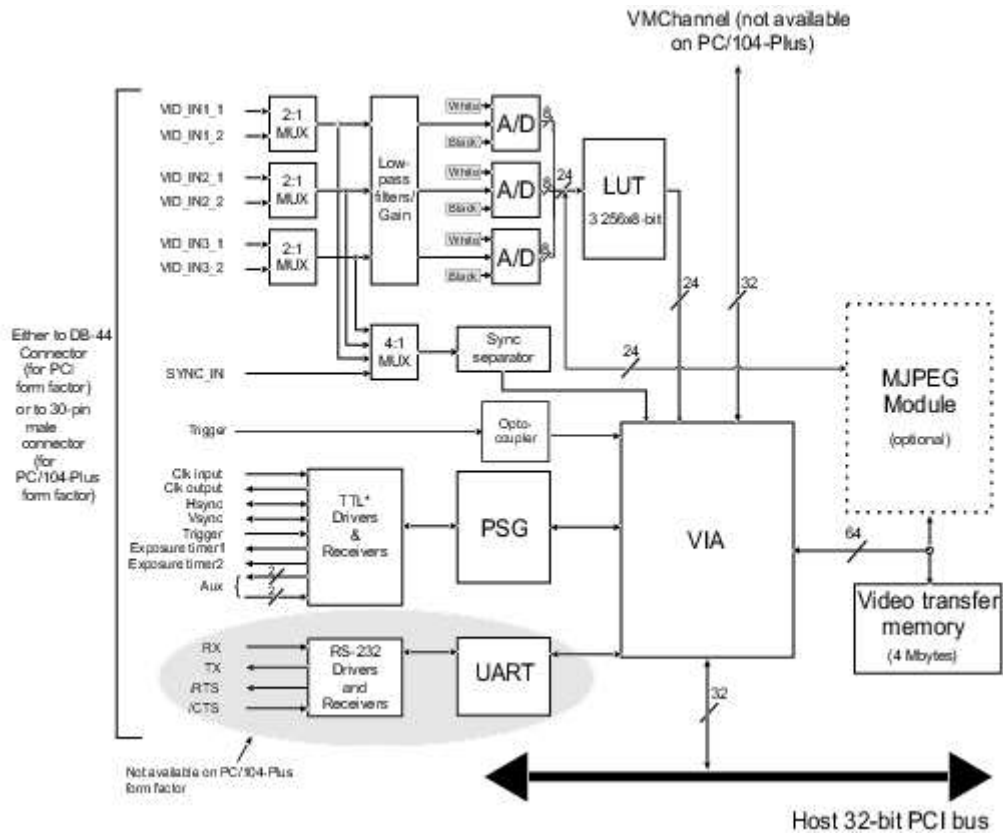 VMChannel (not available
on PC/104-Plus)
VID_IN1_1
VID_IN1_2
2:1
MUX
VID_IN2_1
VID_IN2_2
2:1
MUX
VID_IN3_1
VID_IN3_2
2:1
MUX
Low-
pass
filters/
Gain
White
Black
A/D
8
White
Black
A/D
8
White
Black
A/D
8
24
LUT
3 256x8-bit
24
32
Either to DB-44
Connector
(for PCI
form factor)
or to 30-pin
male
connector
(for
PC/104-Plus
form factor)
SYNC_IN
4:1
MUX
Sync
separator
24
MJPEG
Module
(optional)
Trigger
Opto-
coupler
Clk input
Clk output
Hsync
Vsync
Trigger
Exposure timer1
Exposure timer2
Aux
2
2
TTL*
Drivers
&
Receivers
PSG
VIA
64
Video transfer
memory
(4 Mbytes)
RX
TX
/RTS
/CTS
RS-232
Drivers
and
Receivers
UART
32
Not available on PC/104-Plus
form factor
Host 32-bit PCI bus